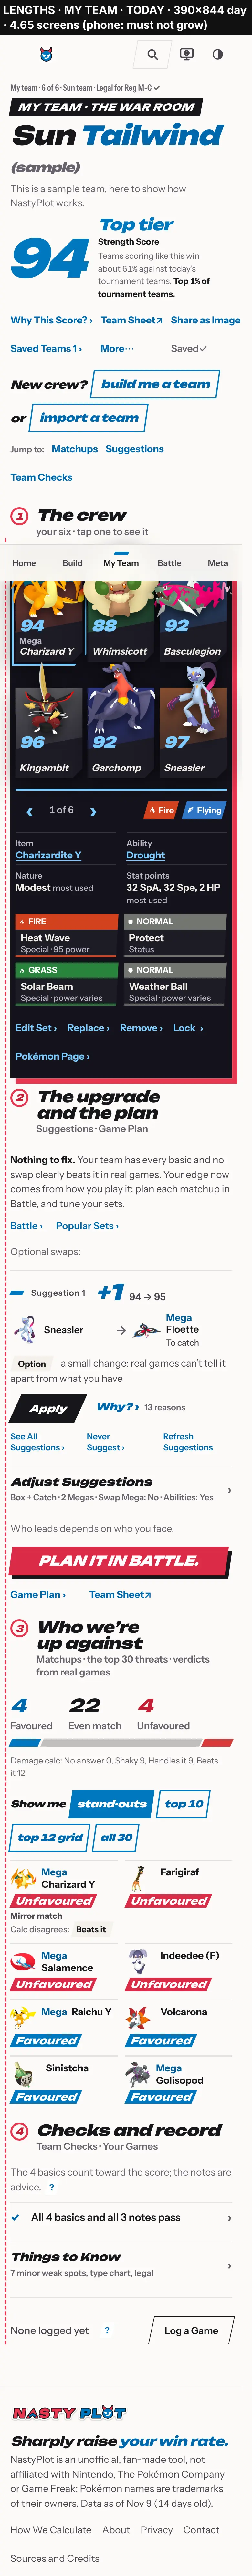 LENGTHS — MY TEAM · TODAY · 390×844 day
· 4.65 screens (phone: must not grow)
My team · 6 of 6 · Sun team · Legal for Reg M-C ✓
MY TEAM · THE WAR ROOM
Sun Tailwind
(sample)
This is a sample team, here to show how
NastyPlot works.
94
Top tier
Strength Score
Teams scoring like this win
about 61% against today's
tournament teams. Top 1% of
tournament teams.
Why This Score? › Team Sheet↗ Share as Image
Saved Teams 1 › More··· Saved✓
New crew? build me a team
or import a team
Jump to: Matchups Suggestions
Team Checks
1 The crew
your six · tap one to see it
Home Build My Team Battle Meta
94 88 92
Mega
Charizard Y Whimsicott Basculegion
96 92 97
Kingambit Garchomp Sneasler
‹ 1 of 6 › Fire Flying
Item Ability
Charizardite Y Drought
Nature Stat points
Modest most used 32 SpA, 32 Spe, 2 HP
most used
FIRE NORMAL
Heat Wave Protect
Special · 95 power Status
GRASS NORMAL
Solar Beam Weather Ball
Special · power varies Special · power varies
Edit Set › Replace › Remove › Lock ›
Pokémon Page ›
2 The upgrade
and the plan
Suggestions · Game Plan
Nothing to fix. Your team has every basic and no
swap clearly beats it in real games. Your edge now
comes from how you play it: plan each matchup in
Battle, and tune your sets.
Battle › Popular Sets ›
Optional swaps:
Suggestion 1 +1 94 → 95
Sneasler → Mega
Floette
To catch
Option a small change: real games can't tell it
apart from what you have
Apply Why? › 13 reasons
See All Never Refresh
Suggestions › Suggest › Suggestions
Adjust Suggestions
Box + Catch · 2 Megas · Swap Mega: No · Abilities: Yes ›
Who leads depends on who you face.
PLAN IT IN BATTLE.
Game Plan › Team Sheet↗
3 Who we're
up against
Matchups · the top 30 threats · verdicts
from real games
4 22 4
Favoured Even match Unfavoured
Damage calc: No answer 0, Shaky 9, Handles it 9, Beats
it 12
Show me stand-outs top 10
top 12 grid all 30
Mega
Charizard Y
Unfavoured
Mirror match
Calc disagrees: Beats it
Farigiraf
Unfavoured
Mega
Salamence
Unfavoured
Indeedee (F)
Unfavoured
Mega Raichu Y
Favoured
Volcarona
Favoured
Sinistcha
Favoured
Mega
Golisopod
Favoured
4 Checks and record
Team Checks · Your Games
The 4 basics count toward the score; the notes are
advice. ?
✓ All 4 basics and all 3 notes pass ›
Things to Know
7 minor weak spots, type chart, legal ›
None logged yet ? Log a Game
NASTY PLOT
Sharply raise your win rate.
NastyPlot is an unofficial, fan-made tool, not
affiliated with Nintendo, The Pokémon Company
or Game Freak; Pokémon names are trademarks
of their owners. Data as of Nov 9 (14 days old).
How We Calculate About Privacy Contact
Sources and Credits